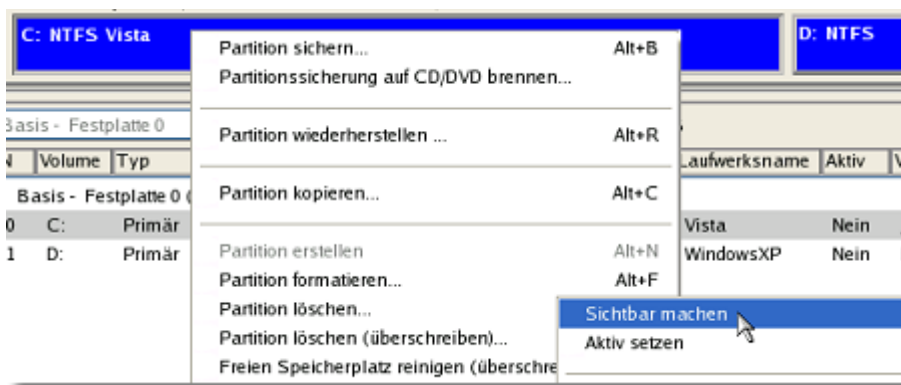 C: NTFS Vista
D: NTFS
Partition sichern... Alt+B
Partitionssicherung auf CD/DVD brennen...
Basis - Festplatte 0
Partition wiederherstellen ... Alt+R
Volume Typ Laufwerksname Aktiv
Basis - Festplatte 0 (
Partition kopieren... Alt+C
0 C: Primär Vista Nein
Partition erstellen Alt+N
1 D: Primär WindowsXP Nein
Partition formatieren... Alt+F
Partition löschen...
Sichtbar machen
Partition löschen (überschreiben)...
Aktiv setzen
Freien Speicherplatz reinigen (überschre